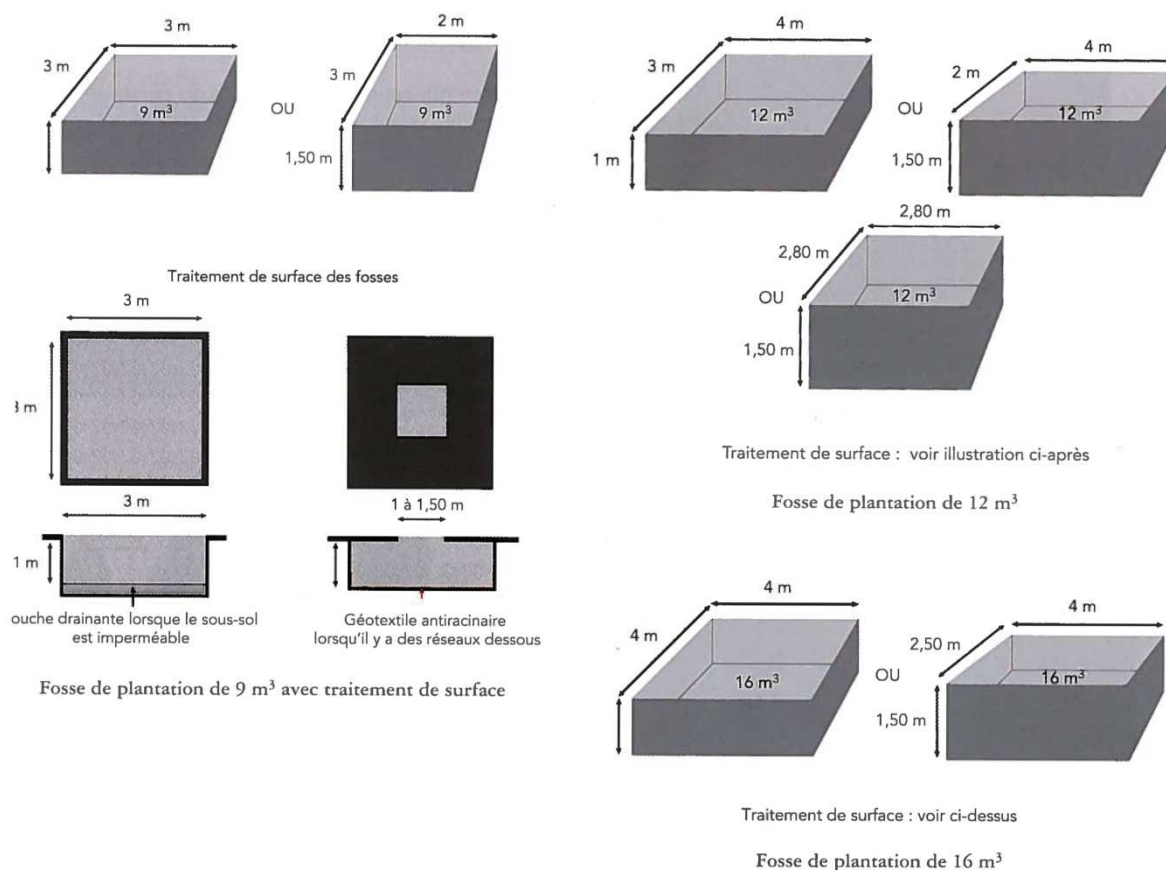 3 m
3 m
9 m³
OU
2 m
3 m
1,50 m
9 m³
Traitement de surface des fosses
3 m
3 m
1 à 1,50 m
1 m
ouche drainante lorsque le sous-sol
est imperméable
Géotextile antiracinaire
lorsqu'il y a des réseaux dessous
Fosse de plantation de 9 m³ avec traitement de surface
4 m
3 m
1 m
12 m³
OU
4 m
2 m
1,50 m
12 m³
OU
2,80 m
2,80 m
1,50 m
12 m³
Traitement de surface : voir illustration ci-après
Fosse de plantation de 12 m³
4 m
4 m
16 m³
OU
4 m
2,50 m
1,50 m
16 m³
Traitement de surface : voir ci-dessus
Fosse de plantation de 16 m³